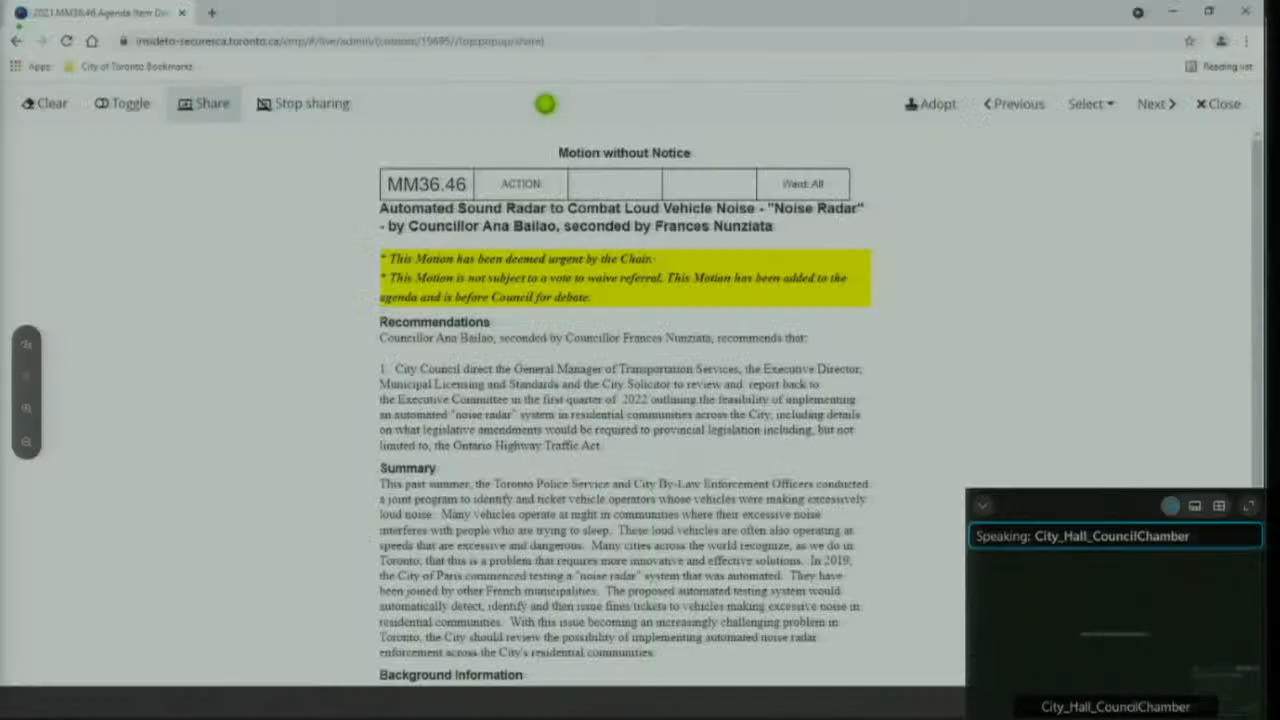 2021.MM36.46 Agenda Item
insideto-securesca.toronto.ca
Apps City of Toronto Bookmarks Reading list
Clear Toggle Share Stop sharing Adopt Previous Select Next Close
Motion without Notice
MM36.46 ACTION Ward: All
Automated Sound Radar to Combat Loud Vehicle Noise - "Noise Radar"
- by Councillor Ana Bailao, seconded by Frances Nunziata
* This Motion has been deemed urgent by the Chair.
* This Motion is not subject to a vote to waive referral. This Motion has been added to the
agenda and is before Council for debate.
Recommendations
Councillor Ana Bailao, seconded by Councillor Frances Nunziata, recommends that:
1. City Council direct the General Manager of Transportation Services, the Executive Director,
Municipal Licensing and Standards and the City Solicitor to review and report back to
the Executive Committee in the first quarter of 2022 outlining the feasibility of implementing
an automated "noise radar" system in residential communities across the City, including details
on what legislative amendments would be required to provincial legislation including, but not
limited to, the Ontario Highway Traffic Act.
Summary
This past summer, the Toronto Police Service and City By-Law Enforcement Officers conducted
a joint program to identify and ticket vehicle operators whose vehicles were making excessively
loud noise. Many vehicles operate at night in communities where their excessive noise
interferes with people who are trying to sleep. These loud vehicles are often also operating at
speeds that are excessive and dangerous. Many cities across the world recognize, as we do in
Toronto, that this is a problem that requires more innovative and effective solutions. In 2019,
the City of Paris commenced testing a "noise radar" system that was automated. They have
been joined by other French municipalities. The proposed automated testing system would
automatically detect, identify and then issue fines tickets to vehicles making excessive noise in
residential communities. With this issue becoming an increasingly challenging problem in
Toronto, the City should review the possibility of implementing automated noise radar
enforcement across the City's residential communities.
Background Information
Speaking: City_Hall_CouncilChamber
City_Hall_CouncilChamber